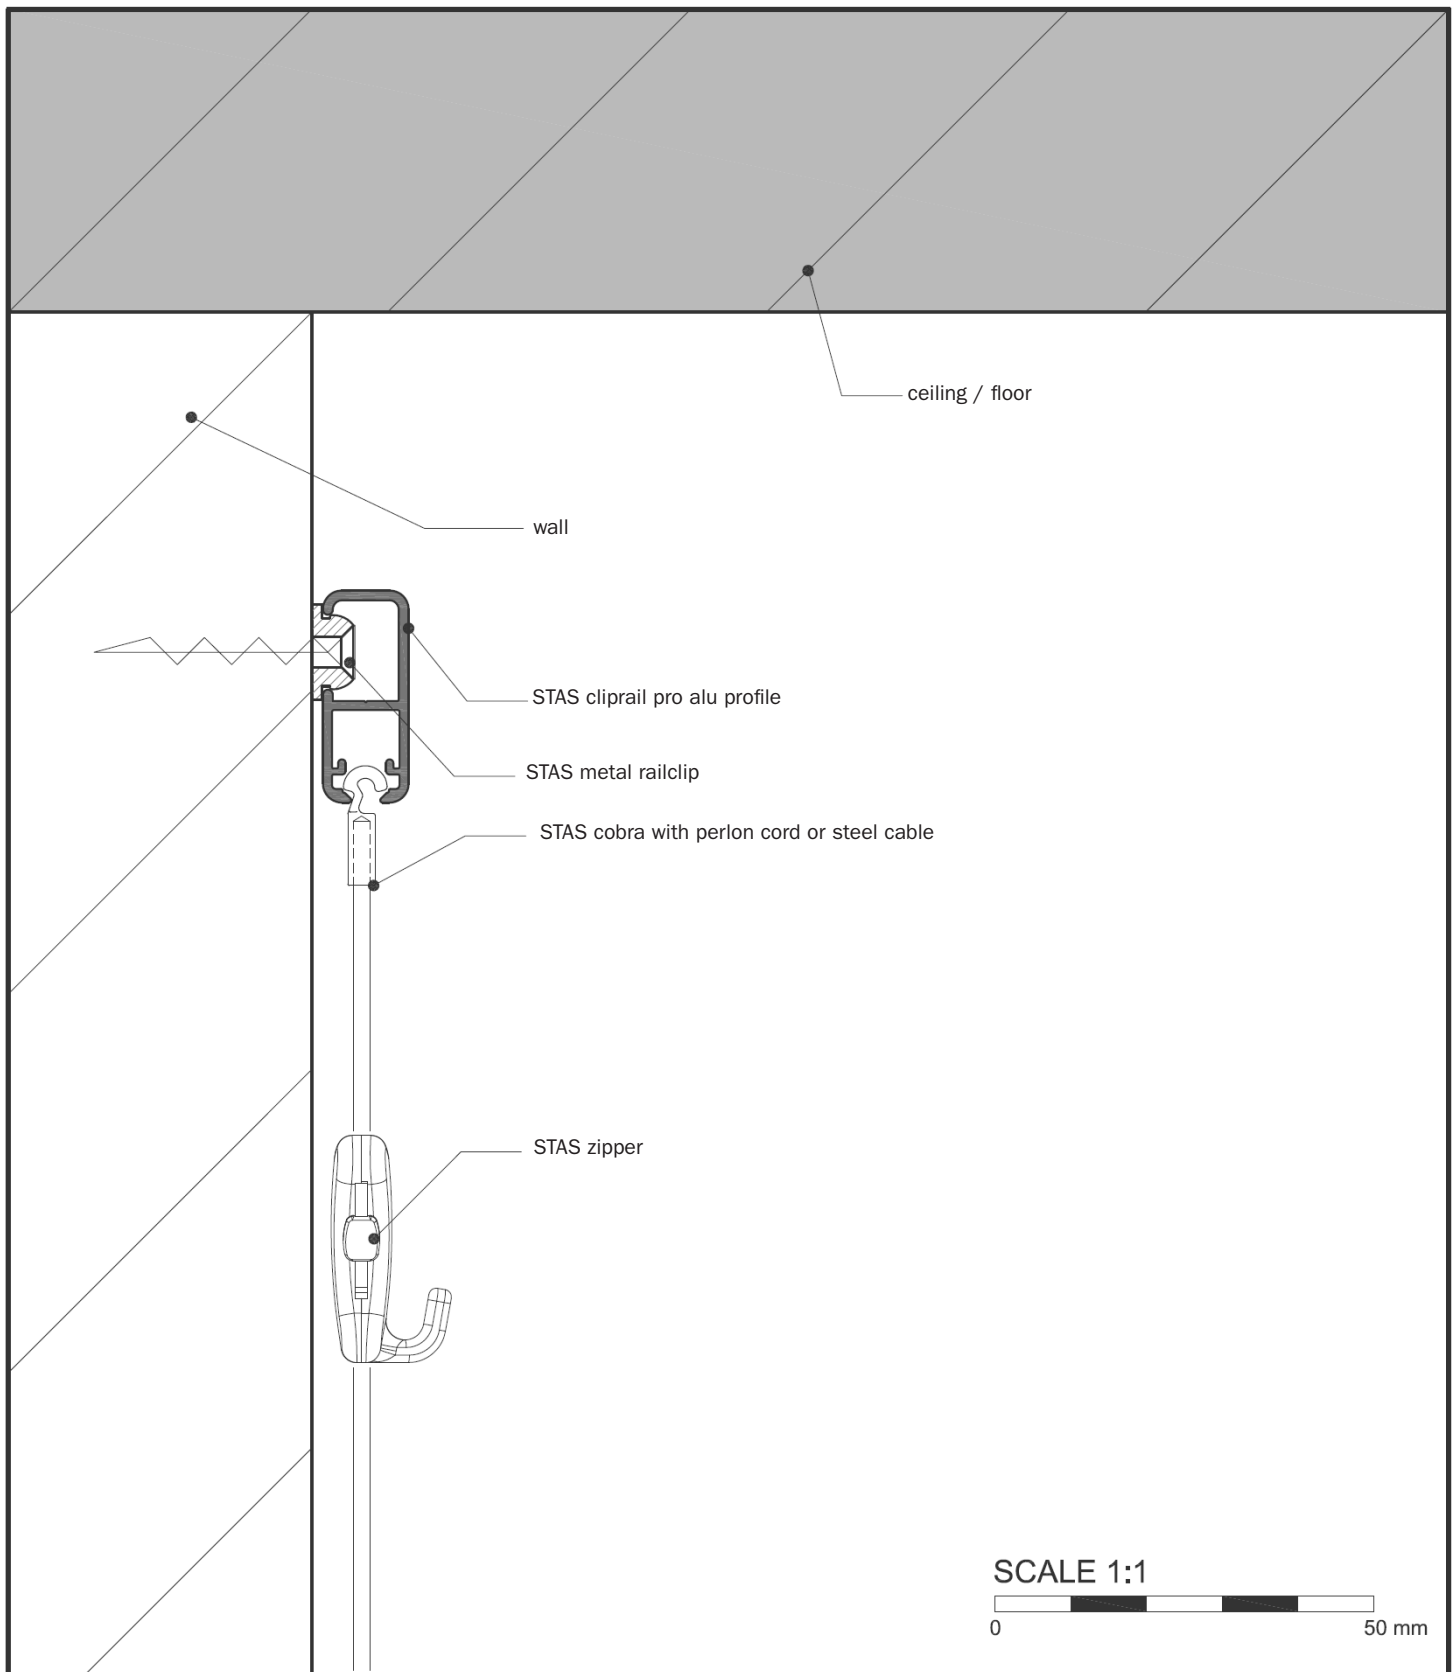 ceiling / floor
wall
STAS cliprail pro alu profile
STAS metal railclip
STAS cobra with perlon cord or steel cable
STAS zipper
SCALE 1:1
0 50 mm